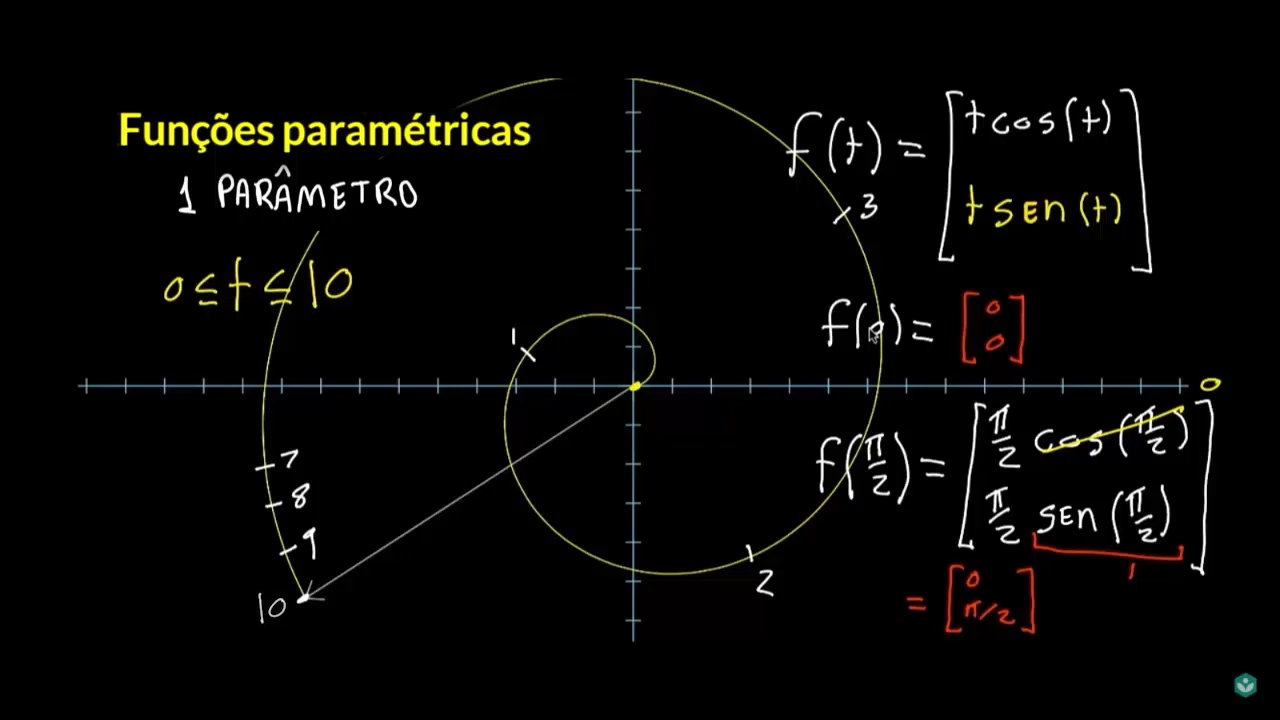 Funções paramétricas
1 PARÂMETRO
0 ≤ t ≤ 10
f(t) = [ t cos(t)
t sen(t) ]
3
f(0) = [ 0
0 ]
1
0
f(π/2) = [ π/2 cos(π/2)
π/2 sen(π/2) ]
1
= [ 0
π/2 ]
7
8
9
10
2